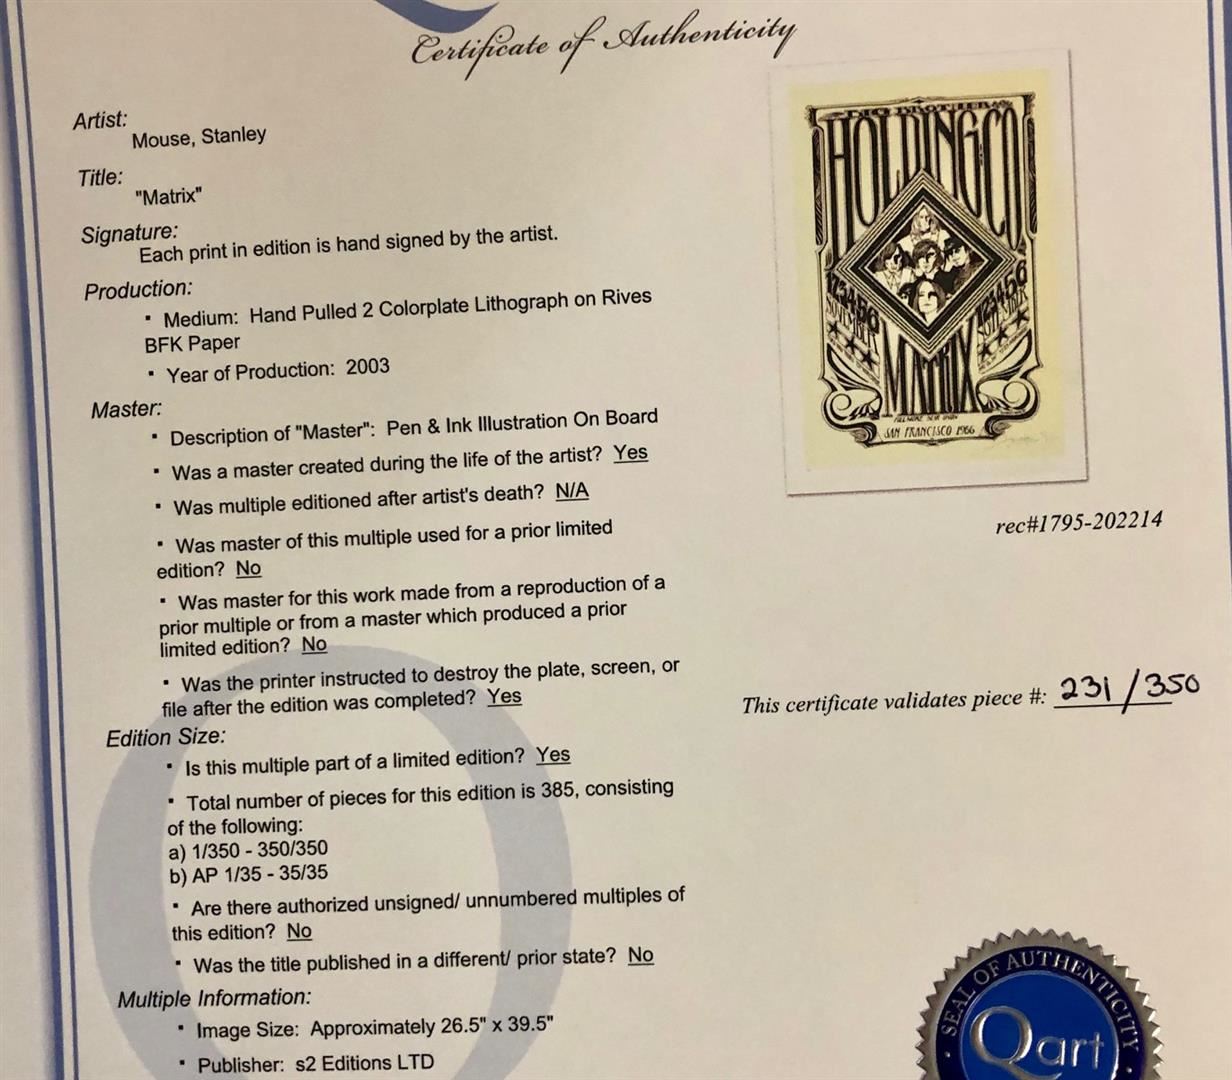 Certificate of Authenticity
Artist:
Mouse, Stanley
Title:
"Matrix"
Signature:
Each print in edition is hand signed by the artist.
Production:
▪ Medium: Hand Pulled 2 Colorplate Lithograph on Rives
BFK Paper
▪ Year of Production: 2003
Master:
▪ Description of "Master": Pen & Ink Illustration On Board
▪ Was a master created during the life of the artist? Yes
▪ Was multiple editioned after artist's death? N/A
▪ Was master of this multiple used for a prior limited
edition? No
▪ Was master for this work made from a reproduction of a
prior multiple or from a master which produced a prior
limited edition? No
▪ Was the printer instructed to destroy the plate, screen, or
file after the edition was completed? Yes
Edition Size:
▪ Is this multiple part of a limited edition? Yes
▪ Total number of pieces for this edition is 385, consisting
of the following:
a) 1/350 - 350/350
b) AP 1/35 - 35/35
▪ Are there authorized unsigned/ unnumbered multiples of
this edition? No
▪ Was the title published in a different/ prior state? No
Multiple Information:
▪ Image Size: Approximately 26.5" x 39.5"
▪ Publisher: s2 Editions LTD
BIG BROTHER
HOLDING CO
123456
NOVEMBER
123456
NOVEMBER
MATRIX
SAN FRANCISCO 1966
rec#1795-202214
This certificate validates piece #: 231/350
SEAL OF AUTHENTICITY
Qart